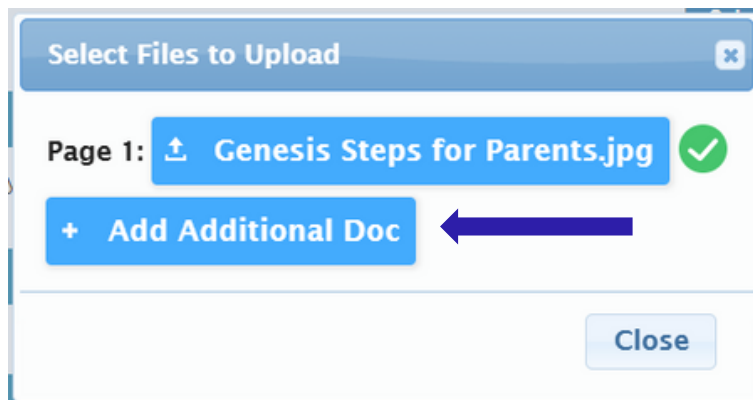 Select Files to Upload
Page 1: Genesis Steps for Parents.jpg
+ Add Additional Doc
Close